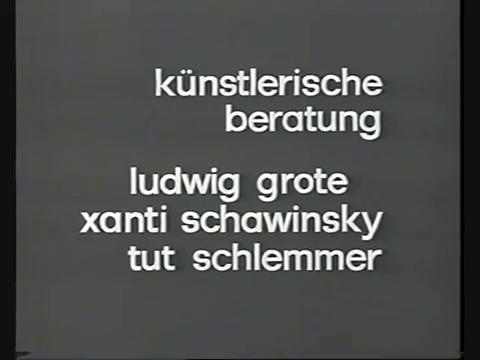 künstlerische
beratung
ludwig grote
xanti schawinsky
tut schlemmer